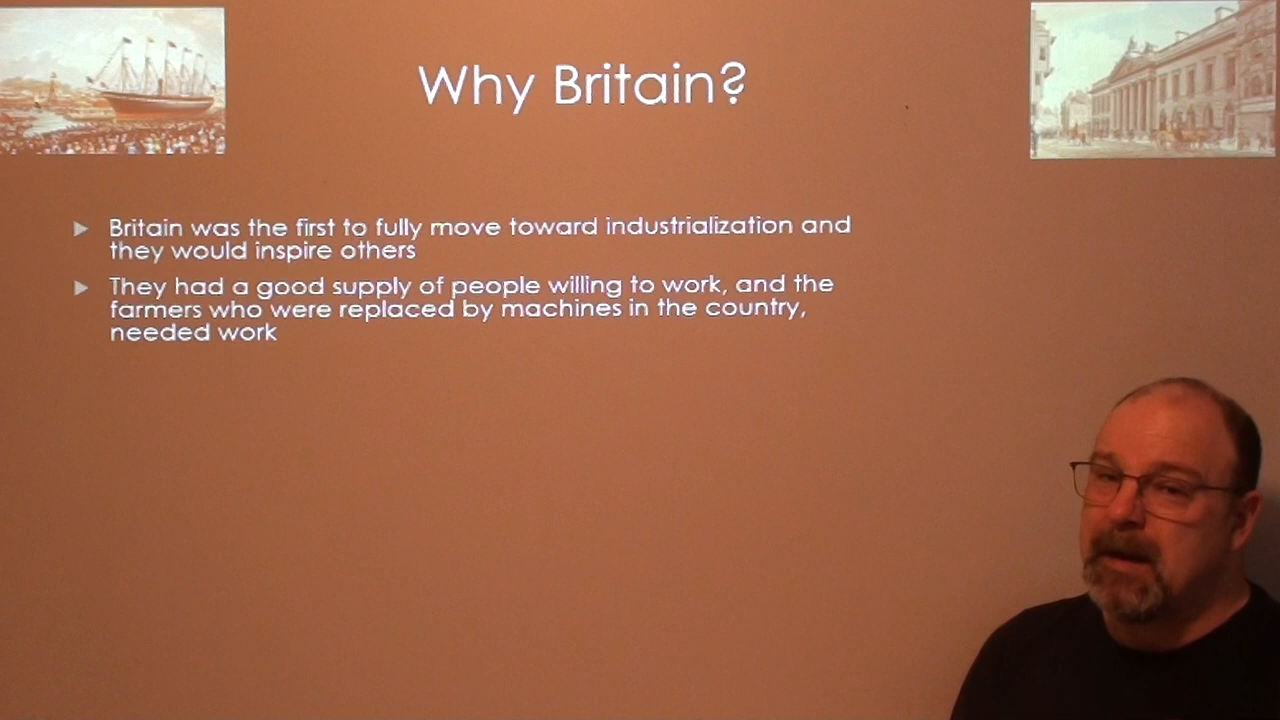 Why Britain?
Britain was the first to fully move toward industrialization and
they would inspire others
They had a good supply of people willing to work, and the
farmers who were replaced by machines in the country,
needed work